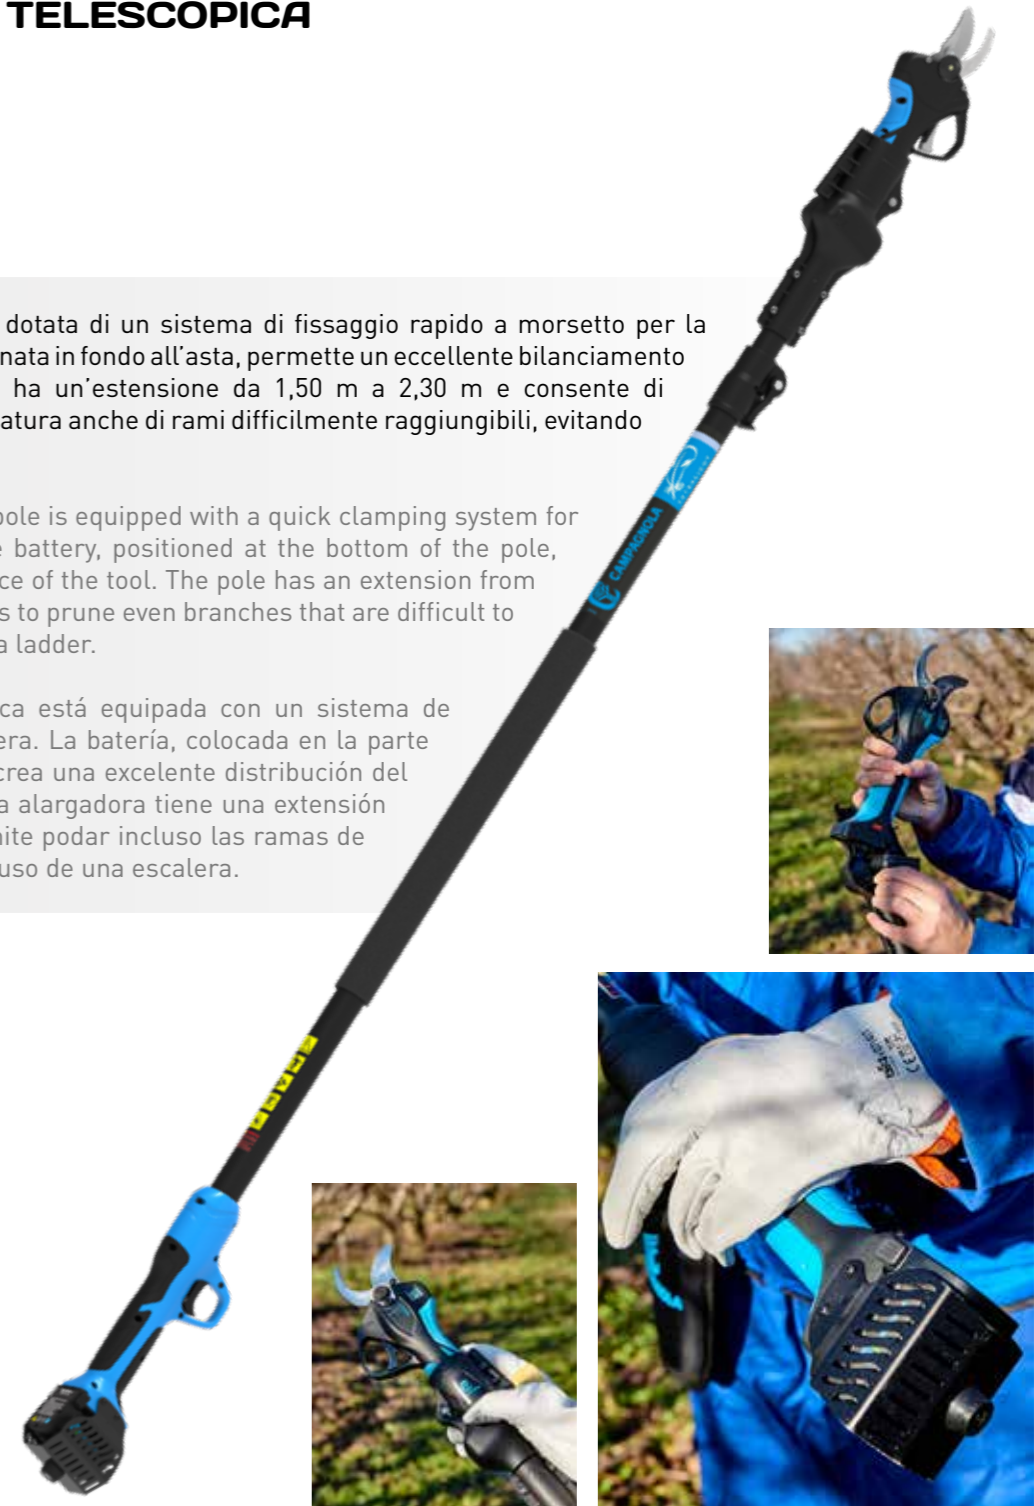 TELESCOPICA
dotata di un sistema di fissaggio rapido a morsetto per la
nata in fondo all'asta, permette un eccellente bilanciamento
ha un'estensione da 1,50 m a 2,30 m e consente di
atura anche di rami difficilmente raggiungibili, evitando
pole is equipped with a quick clamping system for
e battery, positioned at the bottom of the pole,
ce of the tool. The pole has an extension from
s to prune even branches that are difficult to
a ladder.
ca está equipada con un sistema de
era. La batería, colocada en la parte
crea una excelente distribución del
a alargadora tiene una extensión
nite podar incluso las ramas de
uso de una escalera.
CAMPAGNOLA